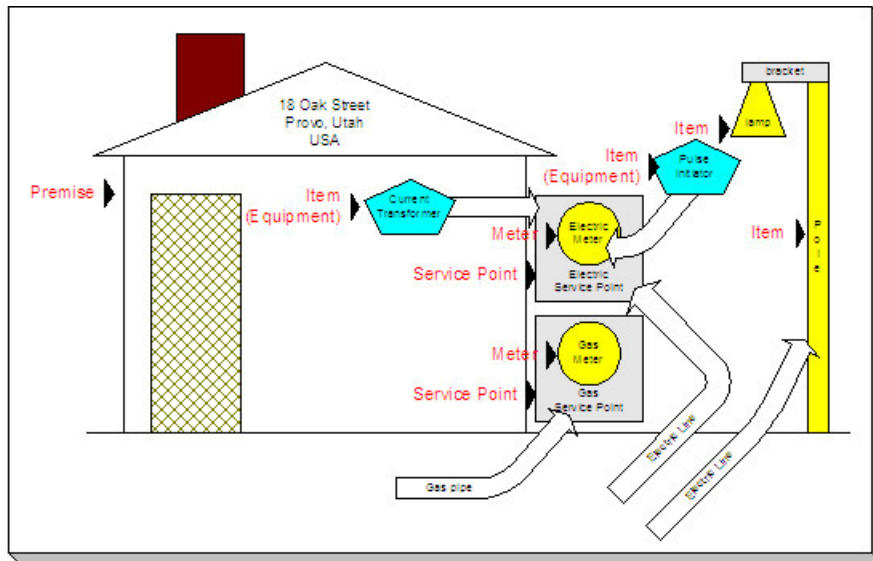 bracket
18 Oak Street
Provo, Utah
USA
lamp
Item
Item
(Equipment)
Pulse
Initiator
Premise
Item
(Equipment)
Current
Transformer
Meter
Electric
Meter
Item
Pole
Service Point
Electric
Service Point
Meter
Gas
Meter
Service Point
Gas
Service Point
Electric Line
Electric Line
Gas pipe